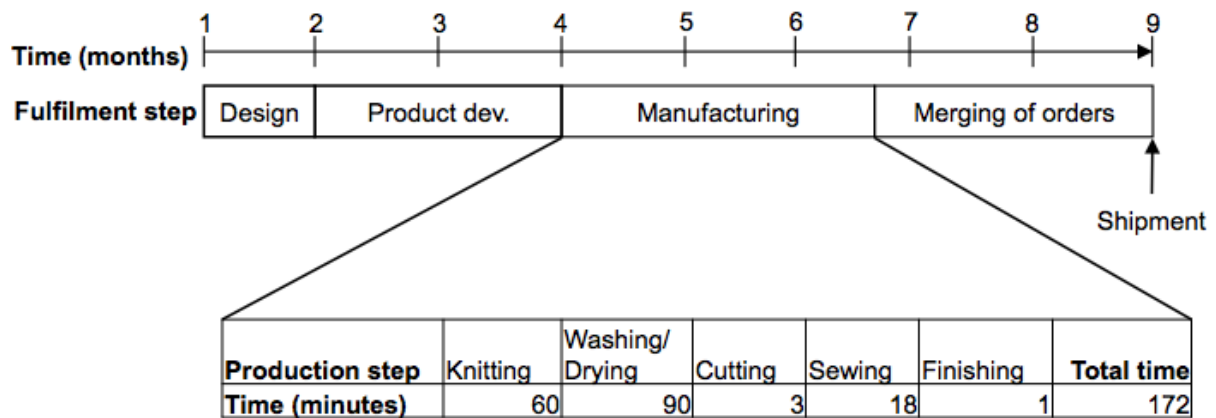 1 2 3 4 5 6 7 8 9
Time (months)
Fulfilment step Design Product dev. Manufacturing Merging of orders
Shipment
Washing/
Production step Knitting Drying Cutting Sewing Finishing Total time
Time (minutes) 60 90 3 18 1 172